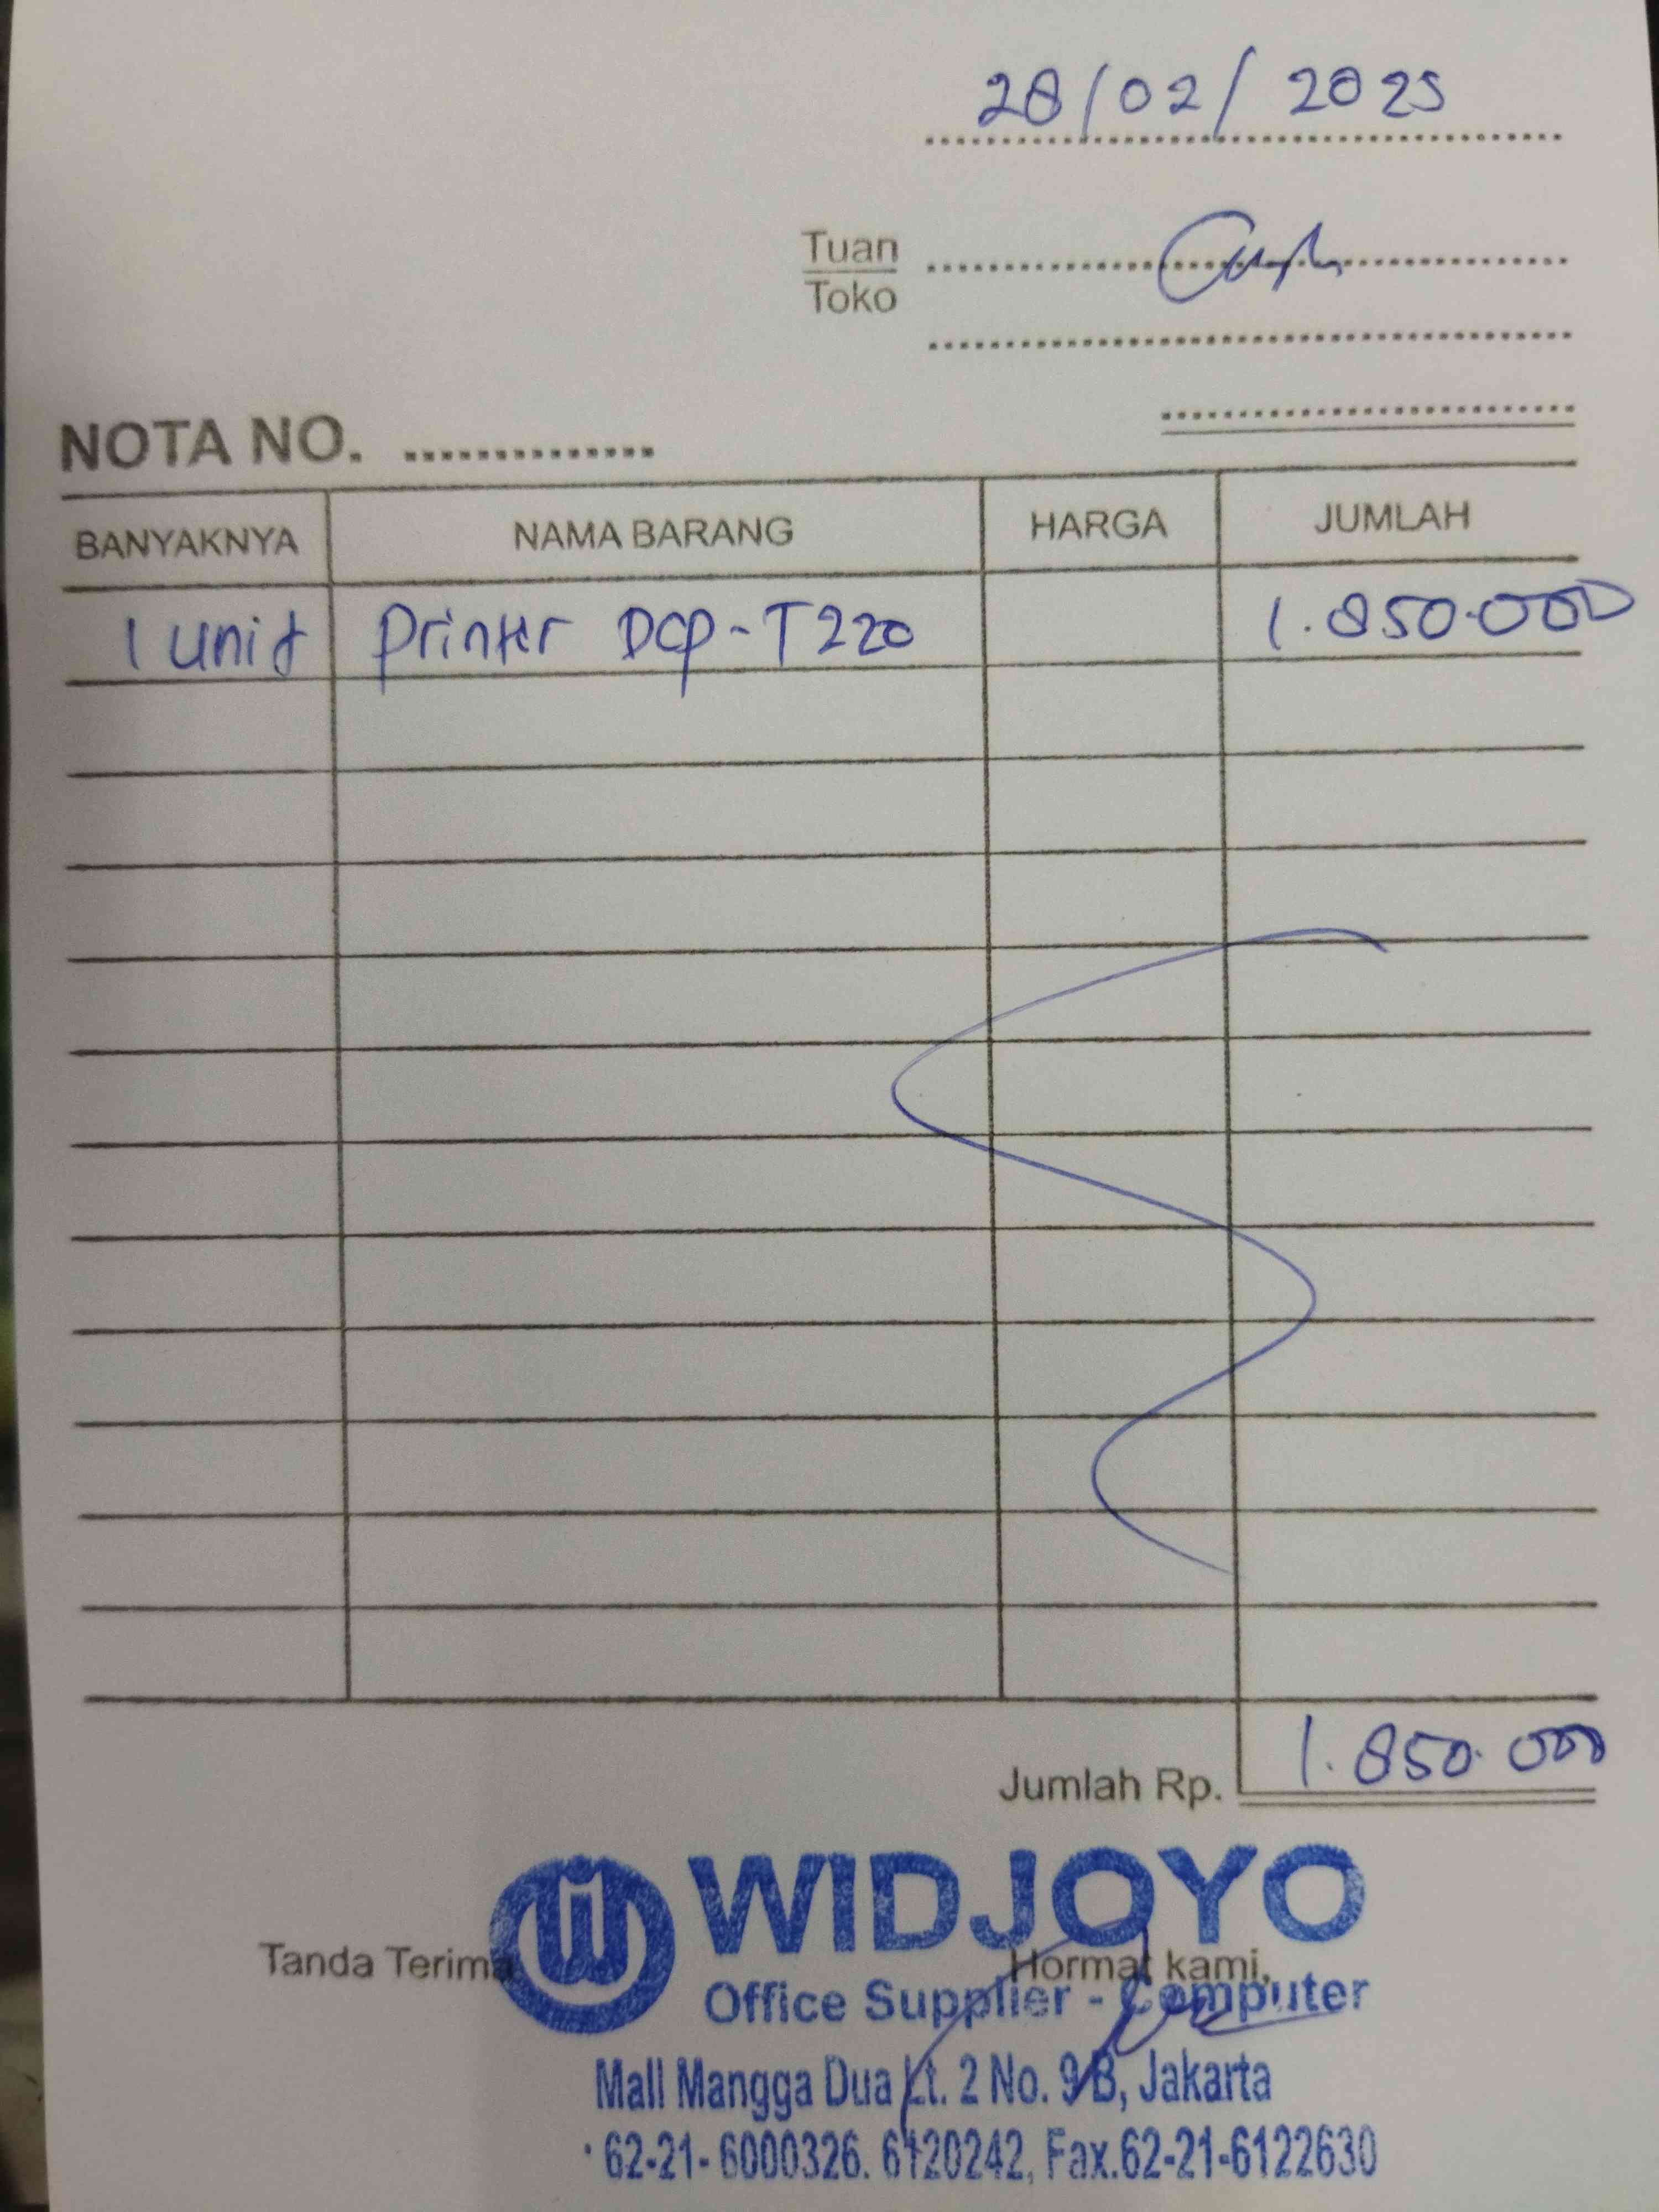 28/02/2025
Tuan
Toko
NOTA NO. ..............
BANYAKNYA NAMA BARANG HARGA JUMLAH
1 unit Printer DCP-T220 1.850.000
Jumlah Rp. 1.850.000
WIDJOYO
Tanda Terima Hormat kami,
Office Supplier - Computer
Mall Mangga Dua Lt. 2 No. 9 B, Jakarta
62-21-6000326. 6120242, Fax.62-21-6122630